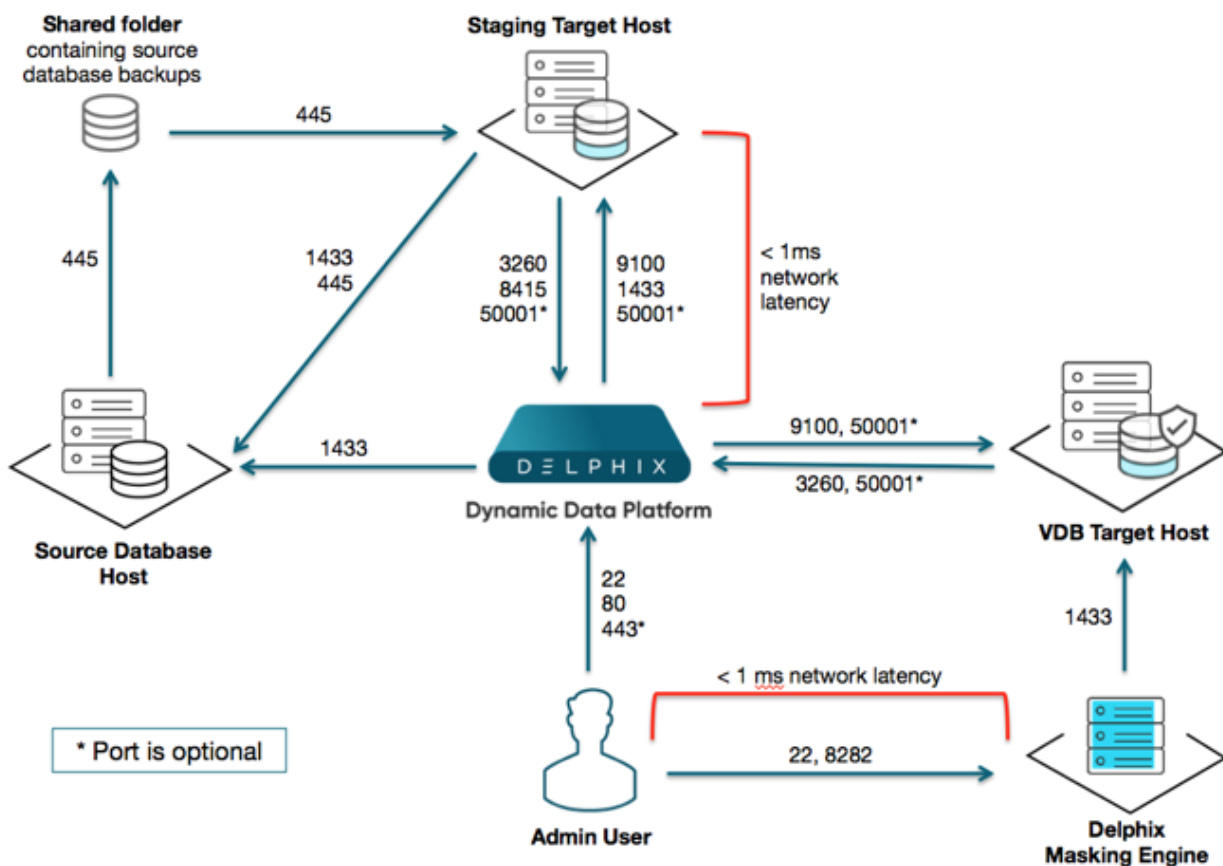 Shared folder
containing source
database backups
Staging Target Host
445
445
1433
445
3260
8415
50001*
9100
1433
50001*
< 1ms
network
latency
1433
DELPHIX
Dynamic Data Platform
9100, 50001*
3260, 50001*
Source Database
Host
VDB Target Host
22
80
443*
1433
< 1 ms network latency
* Port is optional
22, 8282
Admin User
Delphix
Masking Engine